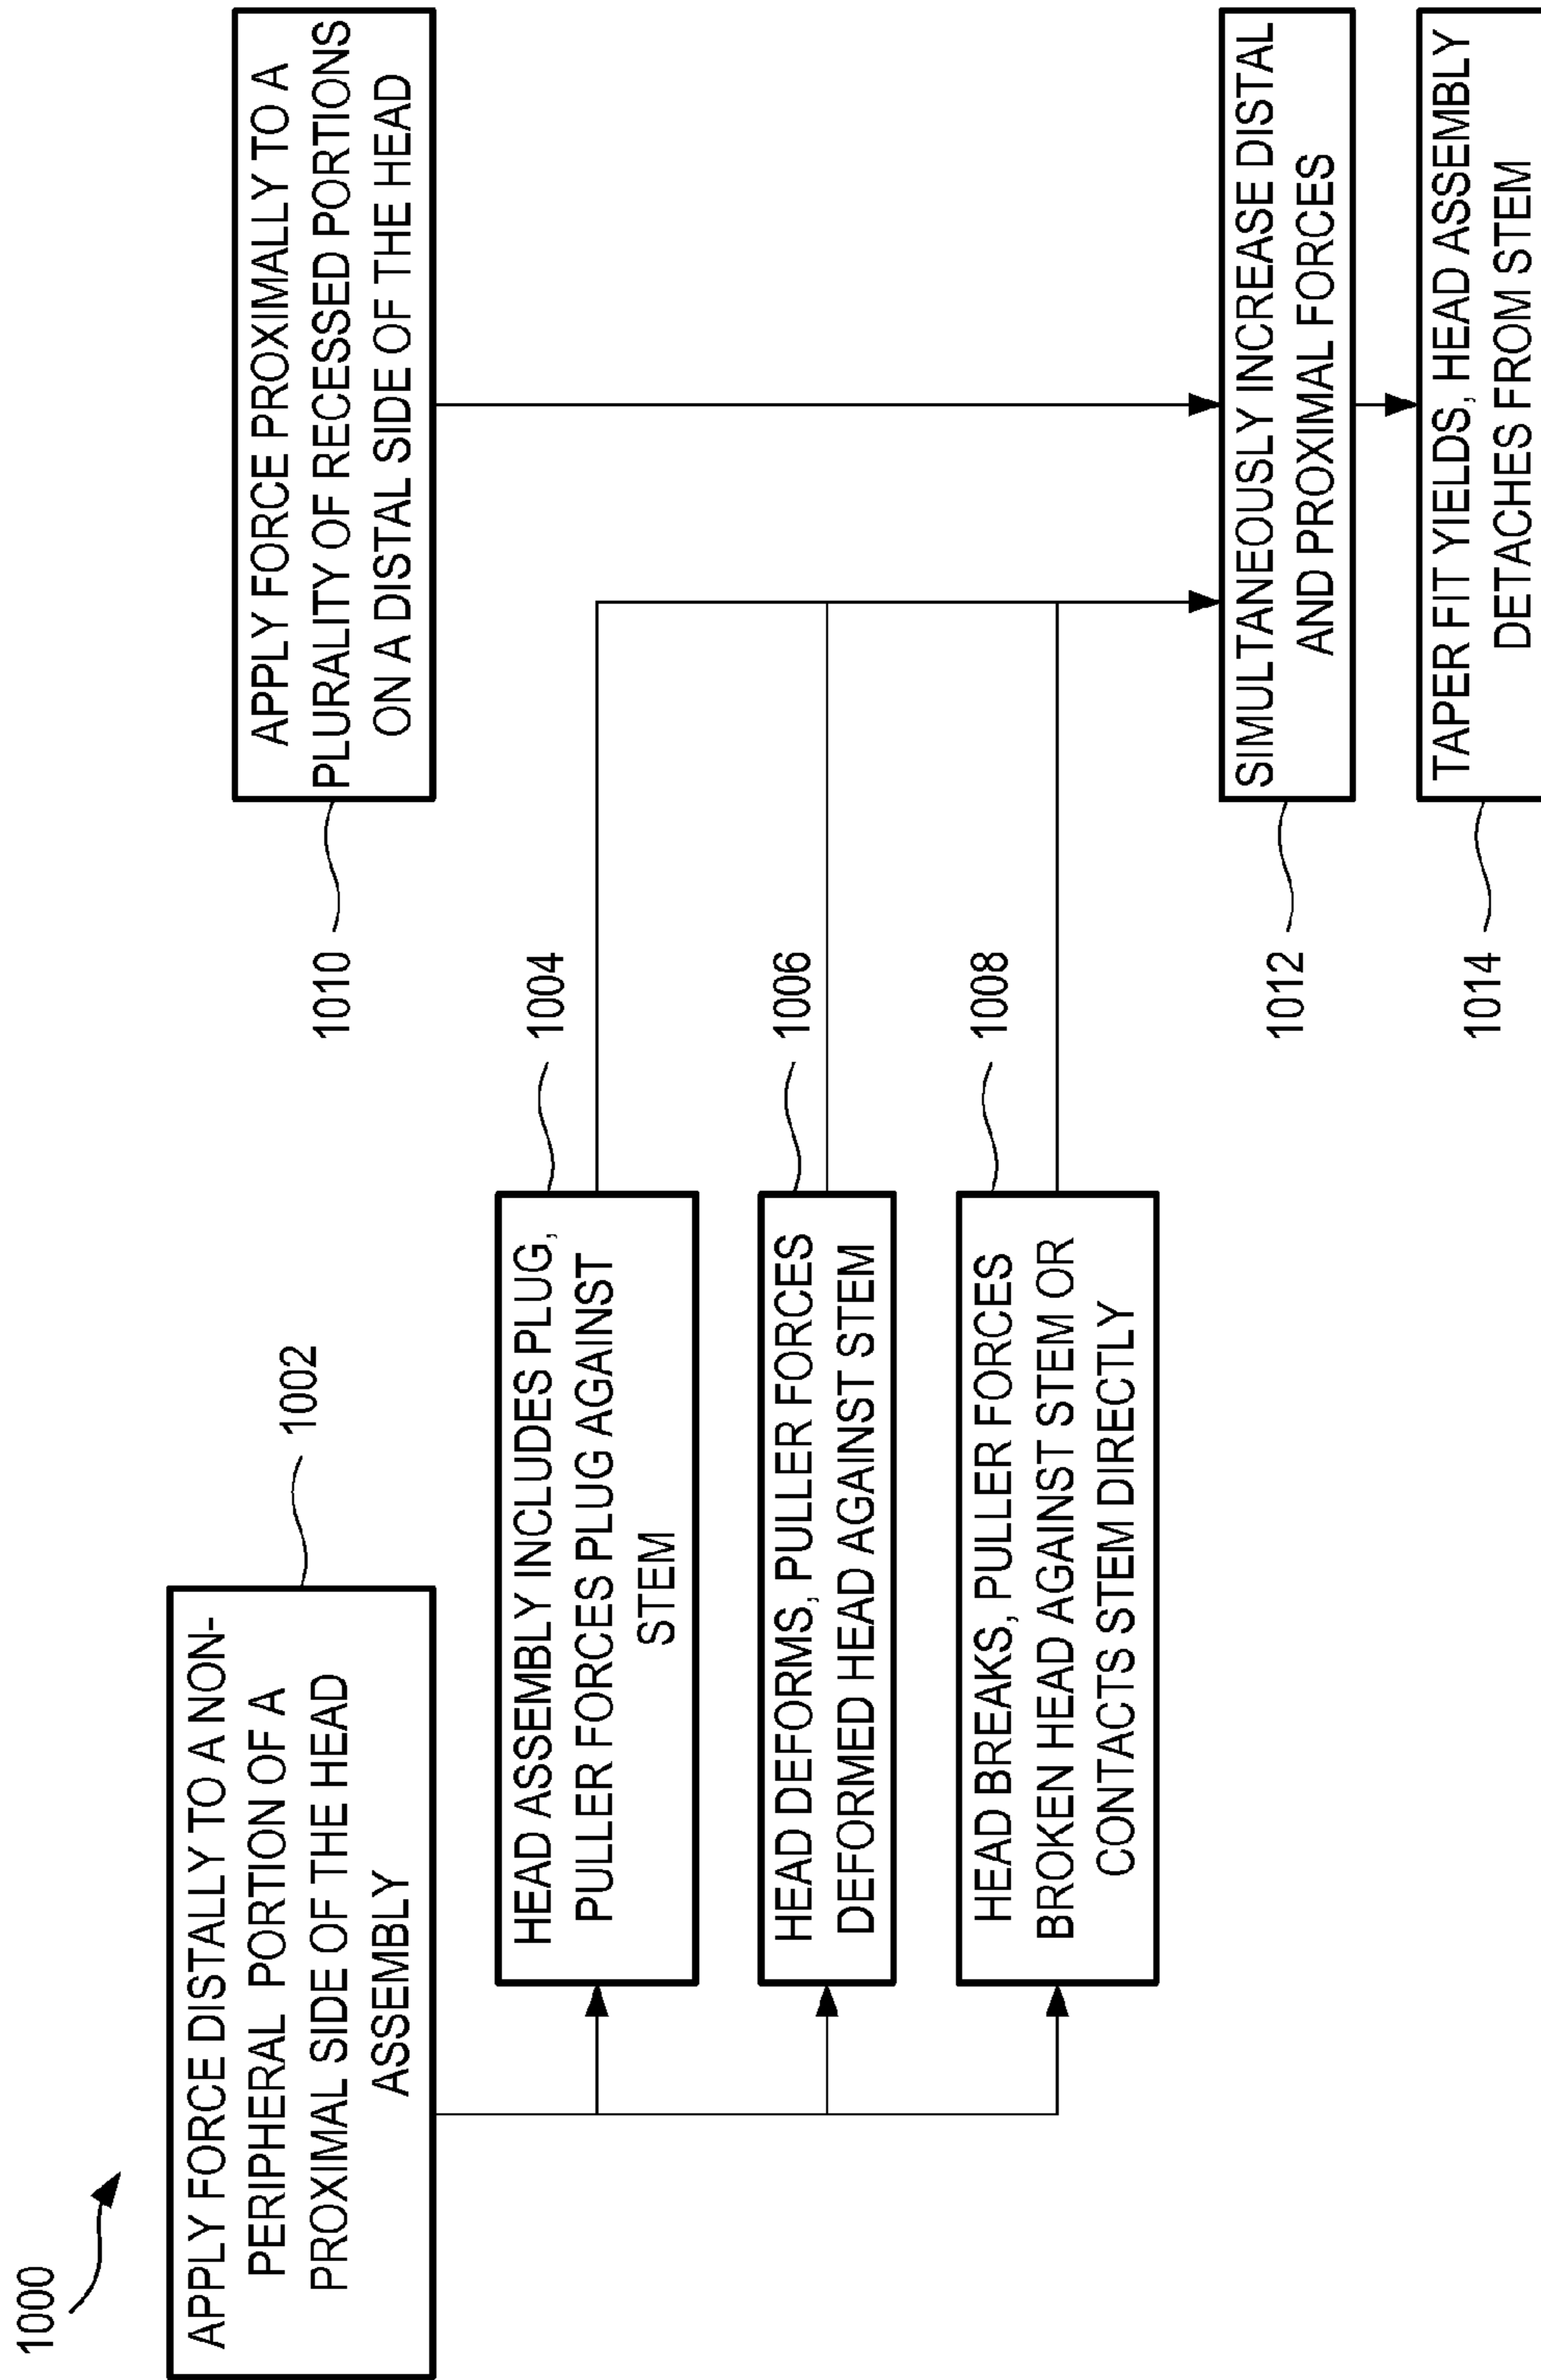 1000
APPLY FORCE DISTALLY TO A NON-
PERIPHERAL PORTION OF A
PROXIMAL SIDE OF THE HEAD
ASSEMBLY
1002
APPLY FORCE PROXIMALLY TO A
PLURALITY OF RECESSED PORTIONS
ON A DISTAL SIDE OF THE HEAD
1010
HEAD ASSEMBLY INCLUDES PLUG,
PULLER FORCES PLUG AGAINST
STEM
1004
HEAD DEFORMS, PULLER FORCES
DEFORMED HEAD AGAINST STEM
1006
HEAD BREAKS, PULLER FORCES
BROKEN HEAD AGAINST STEM OR
CONTACTS STEM DIRECTLY
1008
SIMULTANEOUSLY INCREASE DISTAL
AND PROXIMAL FORCES
1012
TAPER FIT YIELDS, HEAD ASSEMBLY
DETACHES FROM STEM
1014